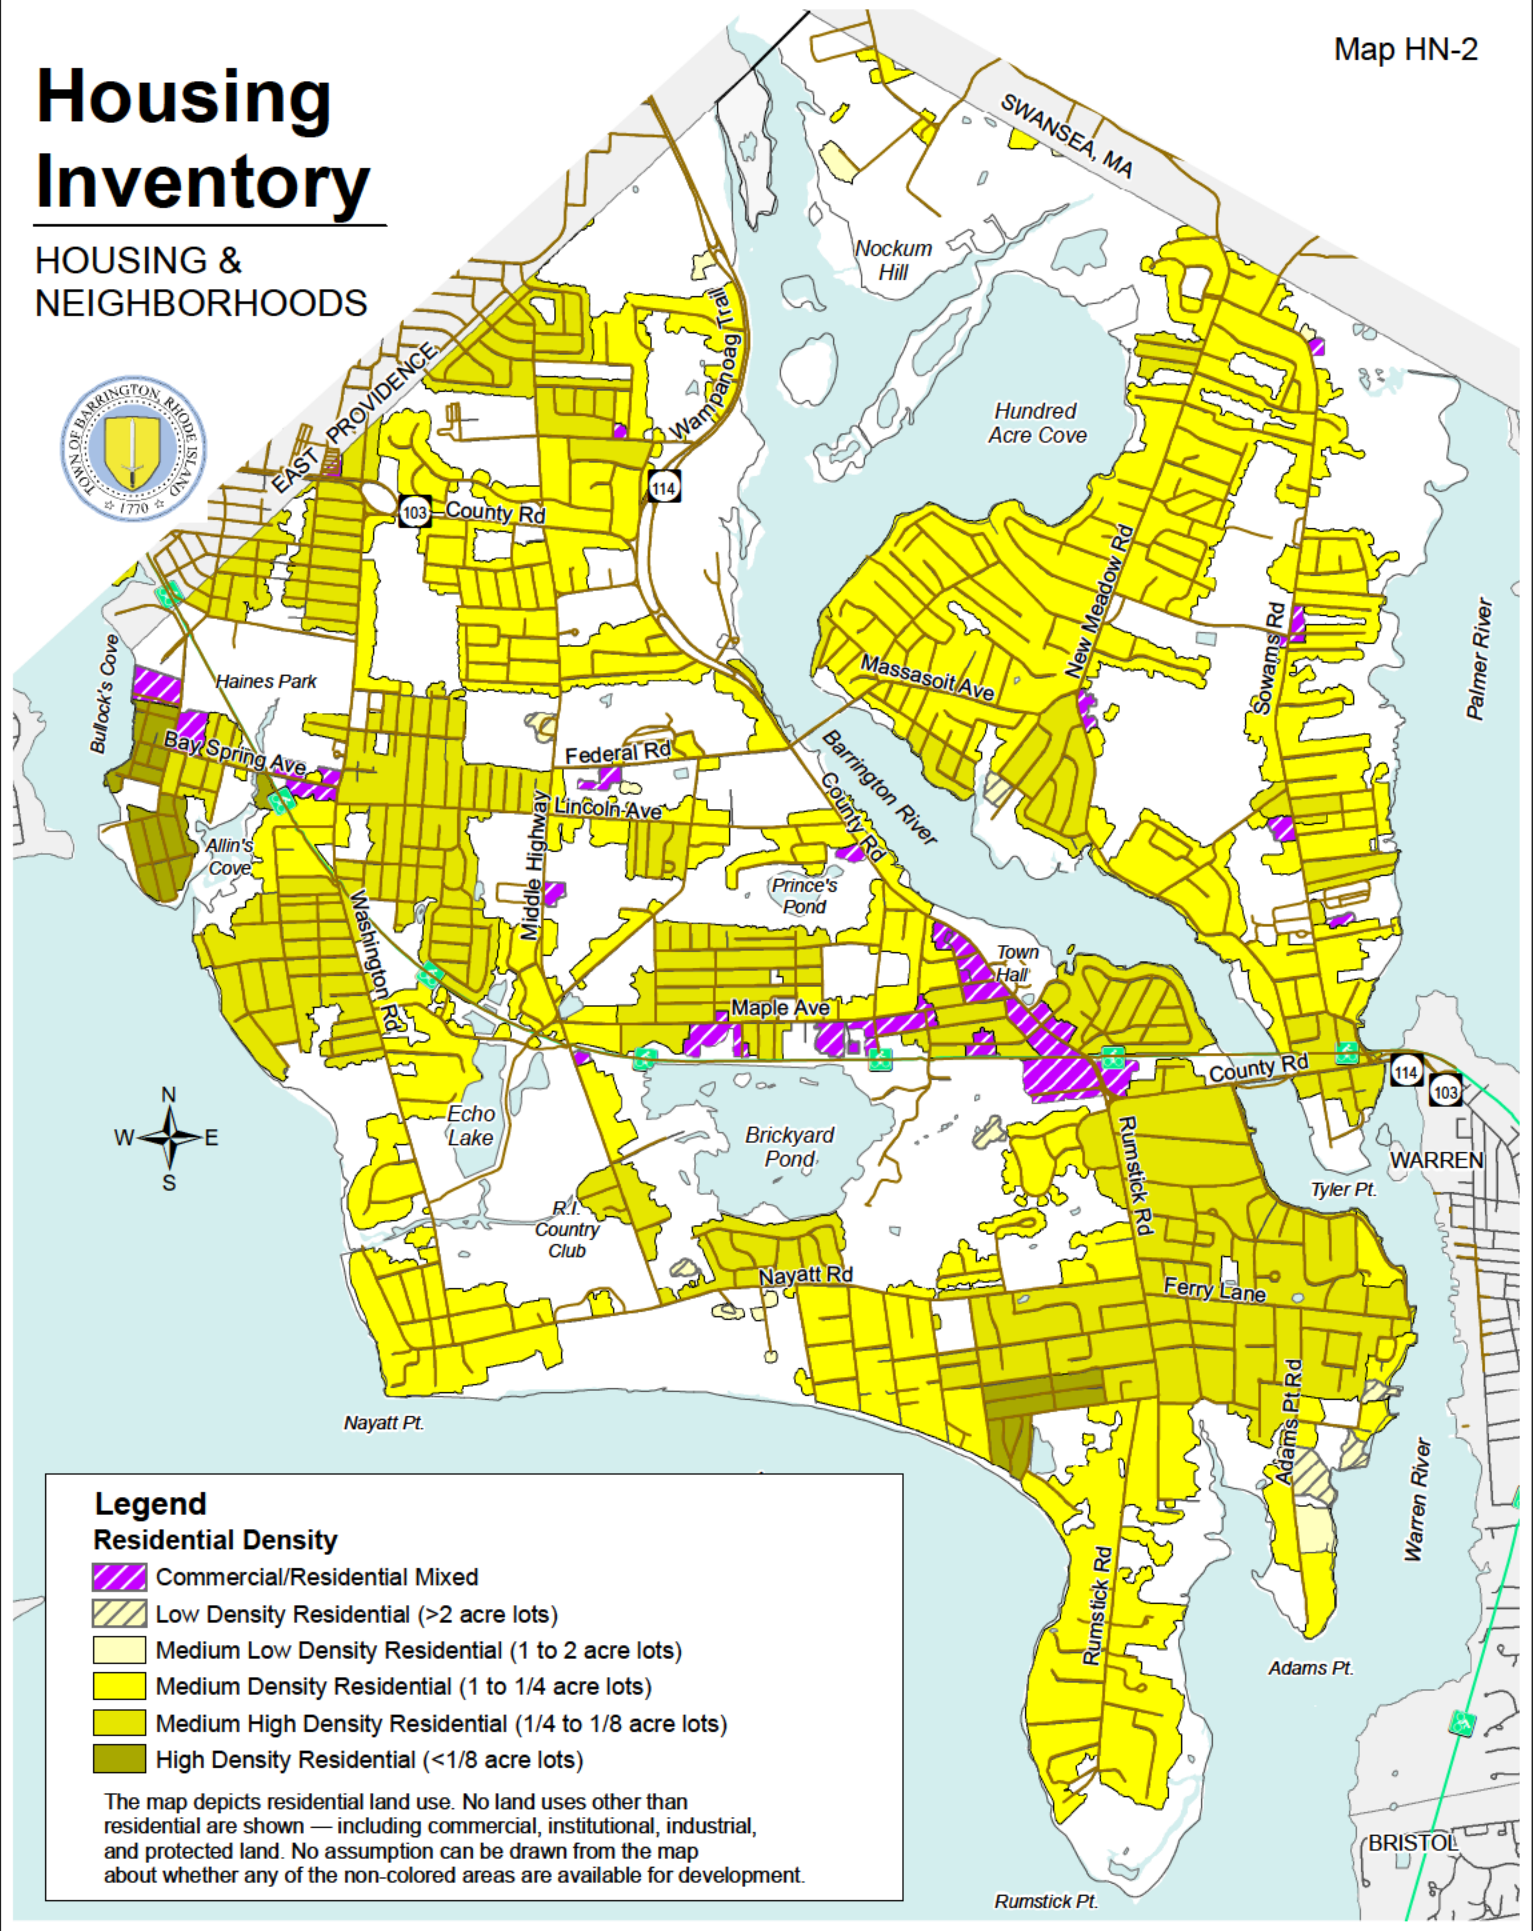 Map HN-2
Housing
Inventory
HOUSING &
NEIGHBORHOODS
TOWN OF BARRINGTON, RHODE ISLAND
1770
SWANSEA, MA
EAST PROVIDENCE
Nockum
Hill
Wampanoag Trail
Hundred
Acre Cove
114
103
County Rd
New Meadow Rd
Sowams Rd
Palmer River
Bullock's Cove
Haines Park
Massasoit Ave
Bay Spring Ave
Federal Rd
Barrington River
County Rd
Lincoln Ave
Middle Highway
Allin's
Cove
Prince's
Pond
Washington Rd
Town
Hall
Maple Ave
County Rd
114
103
N
W
E
S
Echo
Lake
Brickyard
Pond
Rumstick Rd
WARREN
Tyler Pt.
R.I.
Country
Club
Nayatt Rd
Ferry Lane
Adams Pt Rd
Nayatt Pt.
Warren River
Rumstick Rd
Adams Pt.
BRISTOL
Rumstick Pt.
Legend
Residential Density
Commercial/Residential Mixed
Low Density Residential (>2 acre lots)
Medium Low Density Residential (1 to 2 acre lots)
Medium Density Residential (1 to 1/4 acre lots)
Medium High Density Residential (1/4 to 1/8 acre lots)
High Density Residential (<1/8 acre lots)
The map depicts residential land use. No land uses other than
residential are shown — including commercial, institutional, industrial,
and protected land. No assumption can be drawn from the map
about whether any of the non-colored areas are available for development.